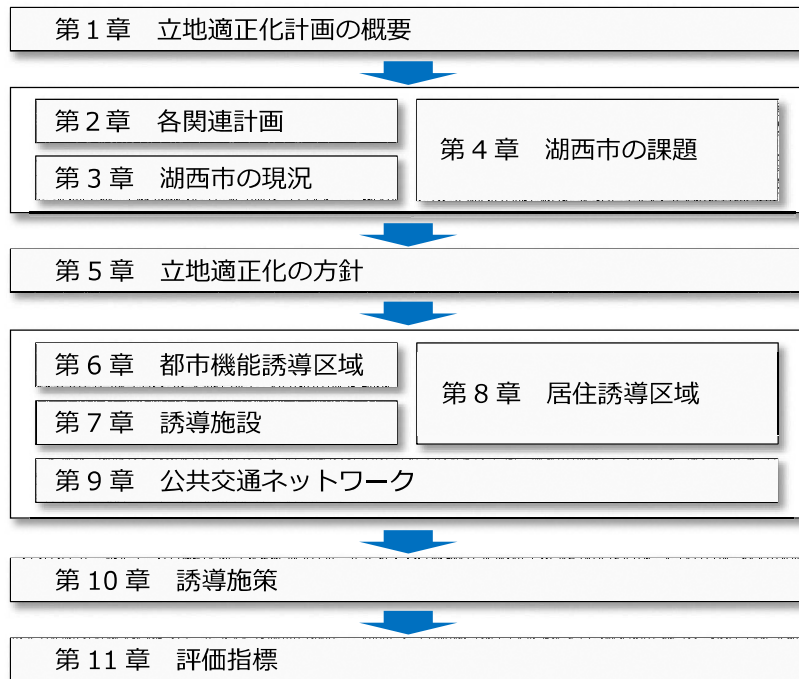 第1章 立地適正化計画の概要
第2章 各関連計画
第3章 湖西市の現況
第4章 湖西市の課題
第5章 立地適正化の方針
第6章 都市機能誘導区域
第7章 誘導施設
第8章 居住誘導区域
第9章 公共交通ネットワーク
第10章 誘導施策
第11章 評価指標